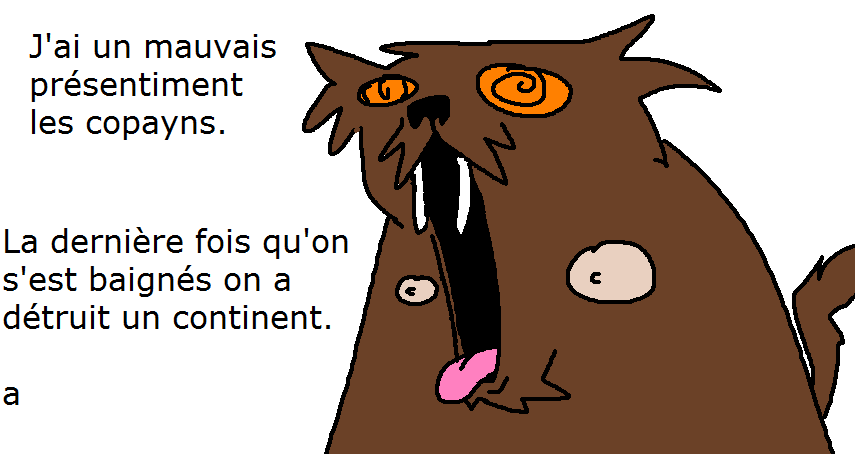 J'ai un mauvais
présentiment
les copayns.
La dernière fois qu'on
s'est baignés on a
détruit un continent.
a